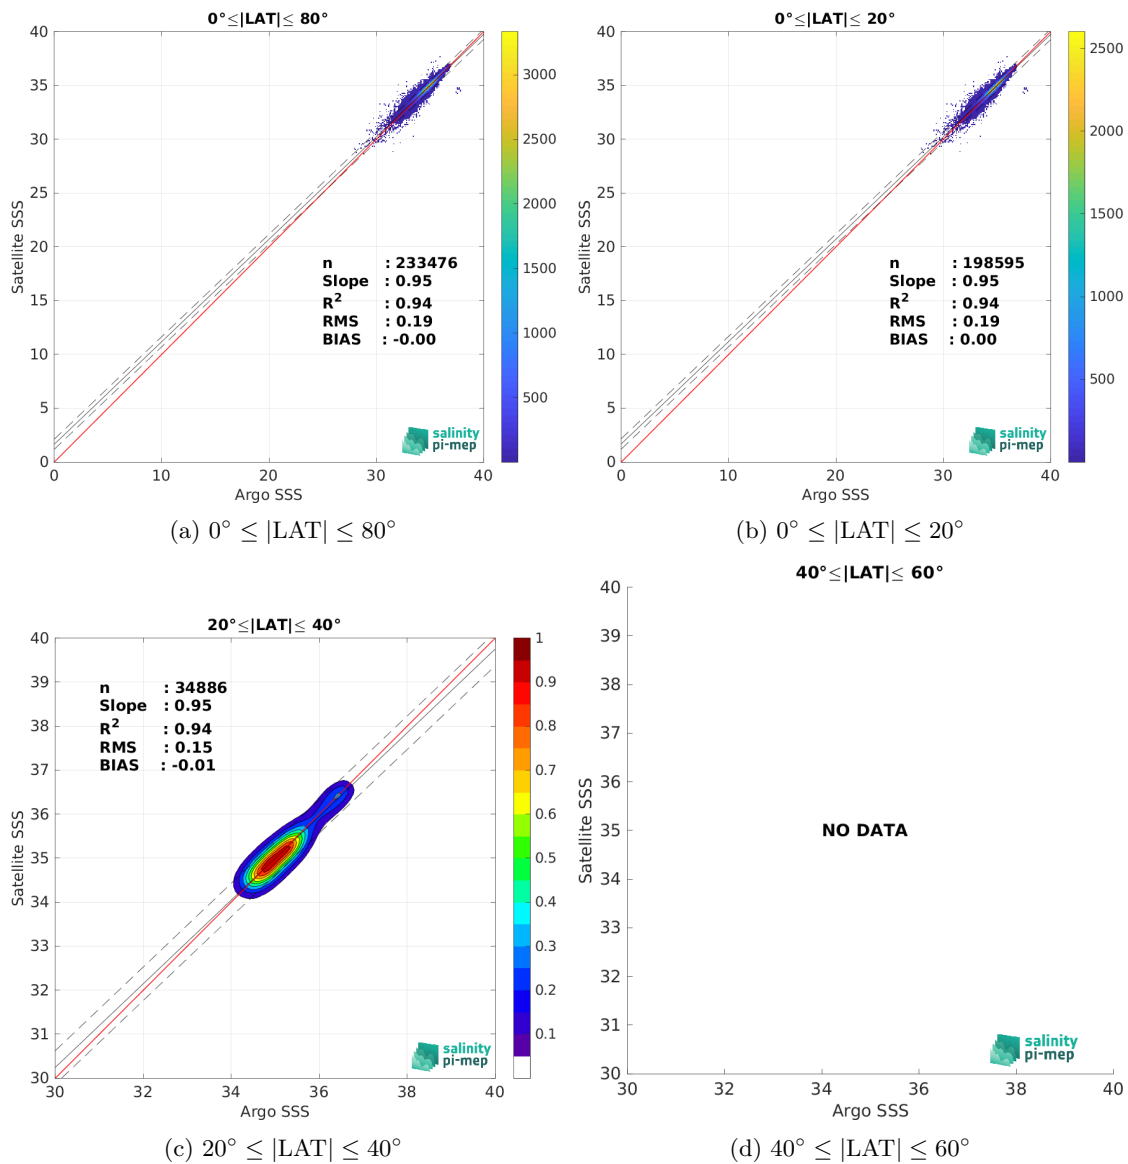 0°≤|LAT|≤ 80°
40
35
30
25
20
15
10
5
0
Satellite SSS
n : 233476
Slope : 0.95
R² : 0.94
RMS : 0.19
BIAS : -0.00
salinity
pi-mep
0 10 20 30 40
Argo SSS
3000
2500
2000
1500
1000
500
(a) 0° ≤ |LAT| ≤ 80°
0°≤|LAT|≤ 20°
40
35
30
25
20
15
10
5
0
Satellite SSS
n : 198595
Slope : 0.95
R² : 0.94
RMS : 0.19
BIAS : 0.00
salinity
pi-mep
0 10 20 30 40
Argo SSS
2500
2000
1500
1000
500
(b) 0° ≤ |LAT| ≤ 20°
20°≤|LAT|≤ 40°
40
39
38
37
36
35
34
33
32
31
30
Satellite SSS
n : 34886
Slope : 0.95
R² : 0.94
RMS : 0.15
BIAS : -0.01
salinity
pi-mep
30 32 34 36 38 40
Argo SSS
1
0.9
0.8
0.7
0.6
0.5
0.4
0.3
0.2
0.1
(c) 20° ≤ |LAT| ≤ 40°
40°≤|LAT|≤ 60°
40
39
38
37
36
35
34
33
32
31
30
Satellite SSS
NO DATA
salinity
pi-mep
30 32 34 36 38 40
Argo SSS
(d) 40° ≤ |LAT| ≤ 60°